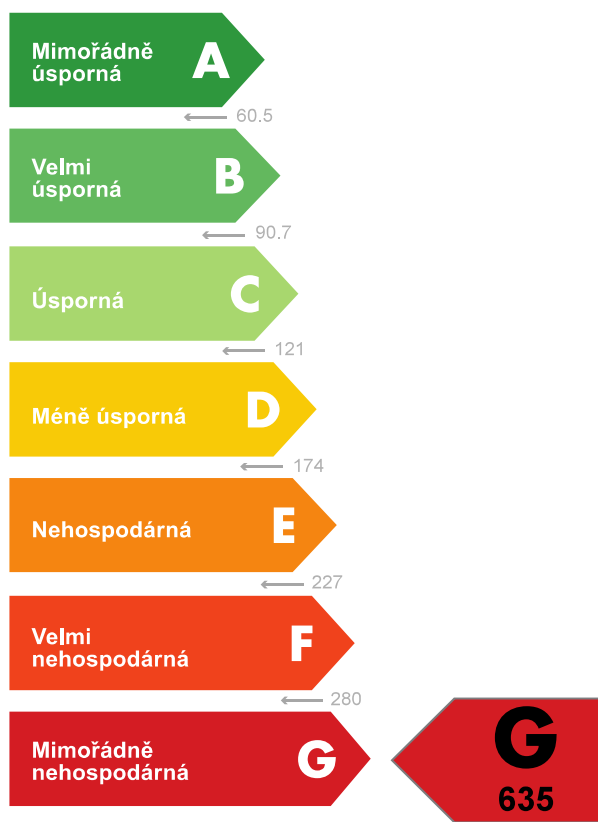 Mimořádně
úsporná
A
← 60.5
Velmi
úsporná
B
← 90.7
Úsporná
C
← 121
Méně úsporná
D
← 174
Nehospodárná
E
← 227
Velmi
nehospodárná
F
← 280
Mimořádně
nehospodárná
G
G
635